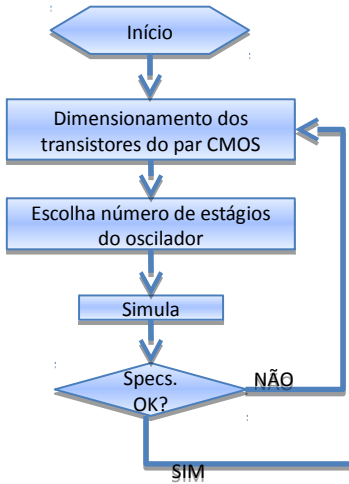 Início
Dimensionamento dos
transistores do par CMOS
Escolha número de estágios
do oscilador
Simula
Specs.
OK?
NÃO
SIM